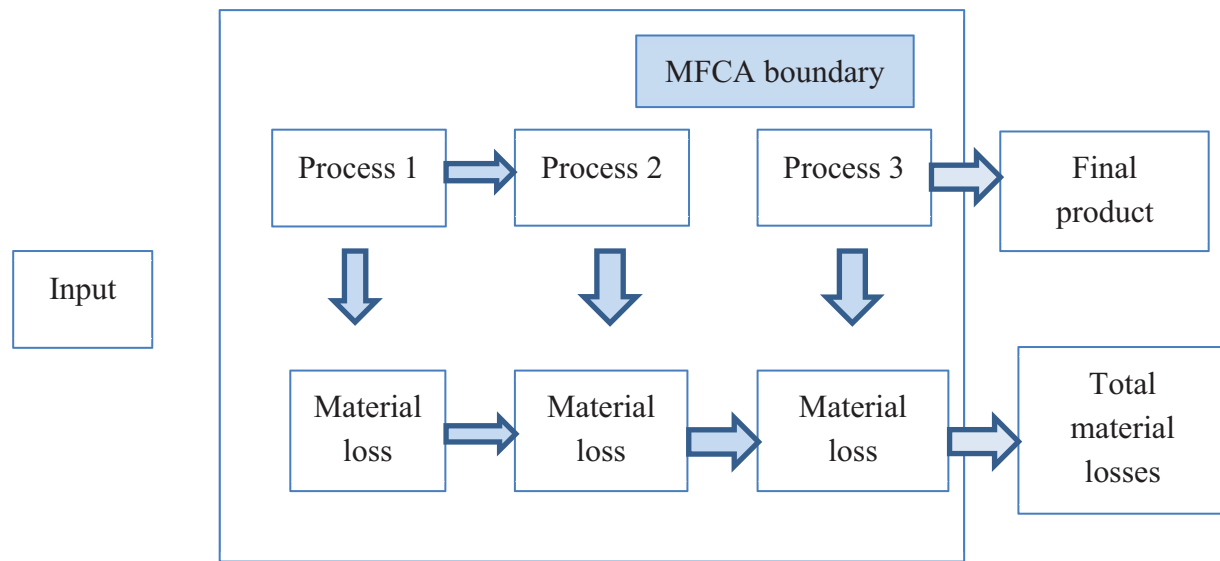 MFCA boundary
Process 1
Process 2
Process 3
Final
product
Input
Material
loss
Material
loss
Material
loss
Total
material
losses